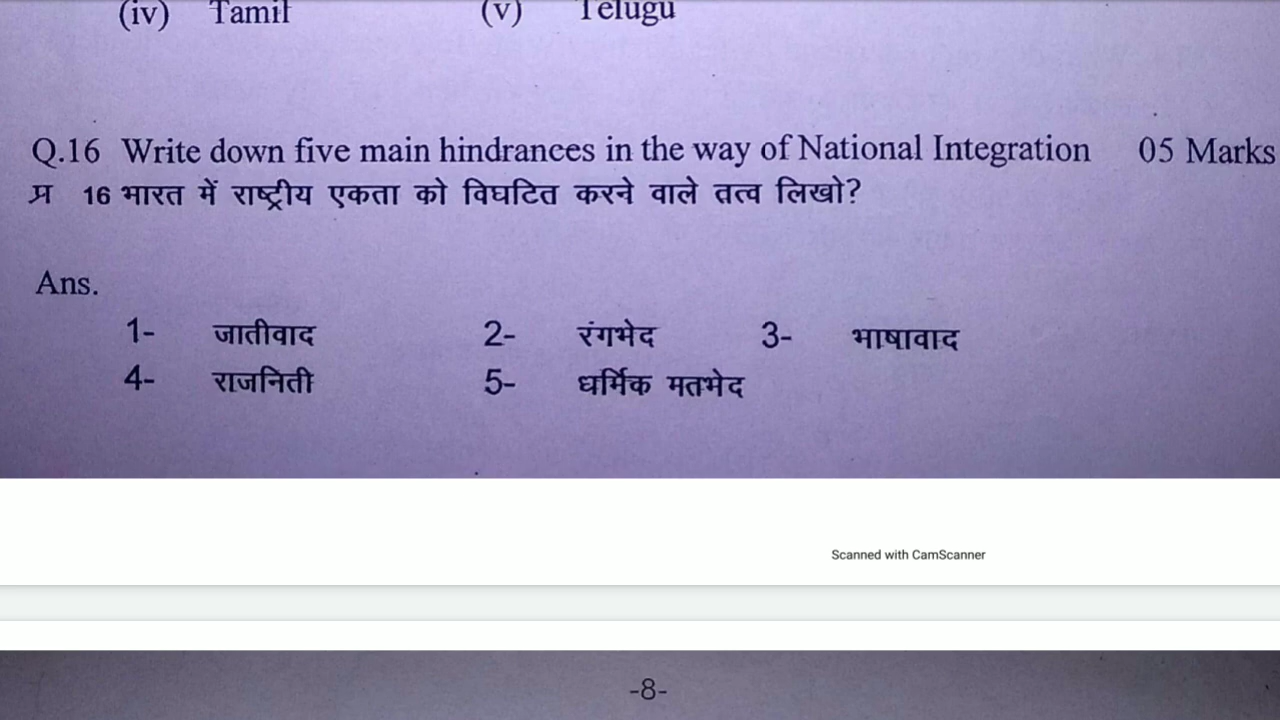 (iv) Tamil (v) Telugu
Q.16 Write down five main hindrances in the way of National Integration 05 Marks
प्र 16 भारत में राष्ट्रीय एकता को विघटित करने वाले तत्व लिखो?
Ans.
1- जातीवाद 2- रंगभेद 3- भाषावाद
4- राजनिती 5- धर्मिक मतभेद
Scanned with CamScanner
-8-